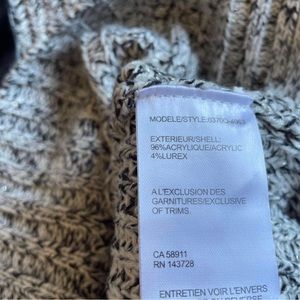 MODELE/STYLE:
EXTERIEUR/SHELL:
96%ACRYLIQUE/ACRYLIC
4%LUREX
A L'EXCLUSION DES
GARNITURES/EXCLUSIVE
OF TRIMS.
CA 58911
RN 143728
ENTRETIEN VOIR L'ENVERS